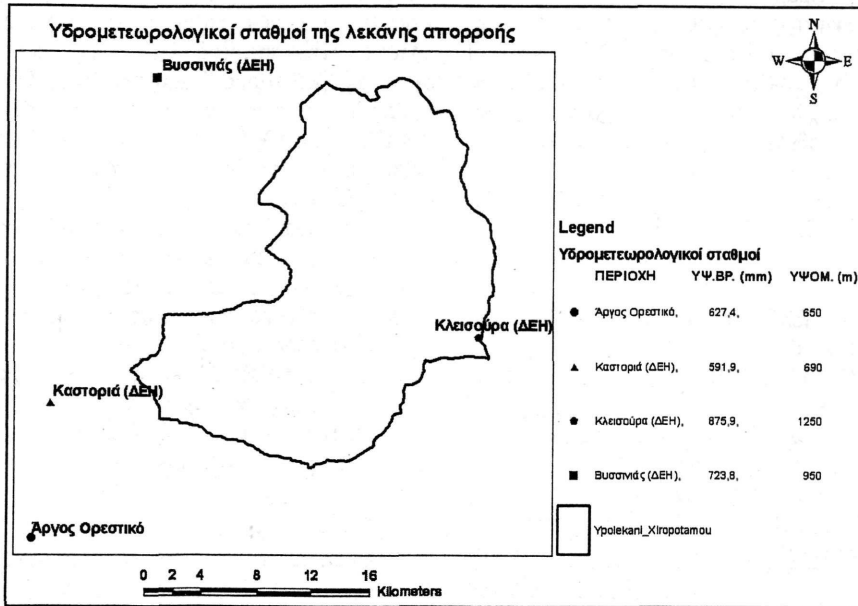 Υδρομετεωρολογικοί σταθμοί της λεκάνης απορροής
N
W E
S
Βυσσινιάς (ΔΕΗ)
Κλεισούρα (ΔΕΗ)
Καστοριά (ΔΕΗ)
Άργος Ορεστικό
Legend
Υδρομετεωρολογικοί σταθμοί
ΠΕΡΙΟΧΗ ΥΨ.ΒΡ. (mm) ΥΨΟΜ. (m)
Άργος Ορεστικό, 627,4, 650
Καστοριά (ΔΕΗ), 591,9, 690
Κλεισούρα (ΔΕΗ), 875,9, 1250
Βυσσινιάς (ΔΕΗ), 723,8, 950
Ypolekani_Xiropotamou
0 2 4 8 12 16
Kilometers